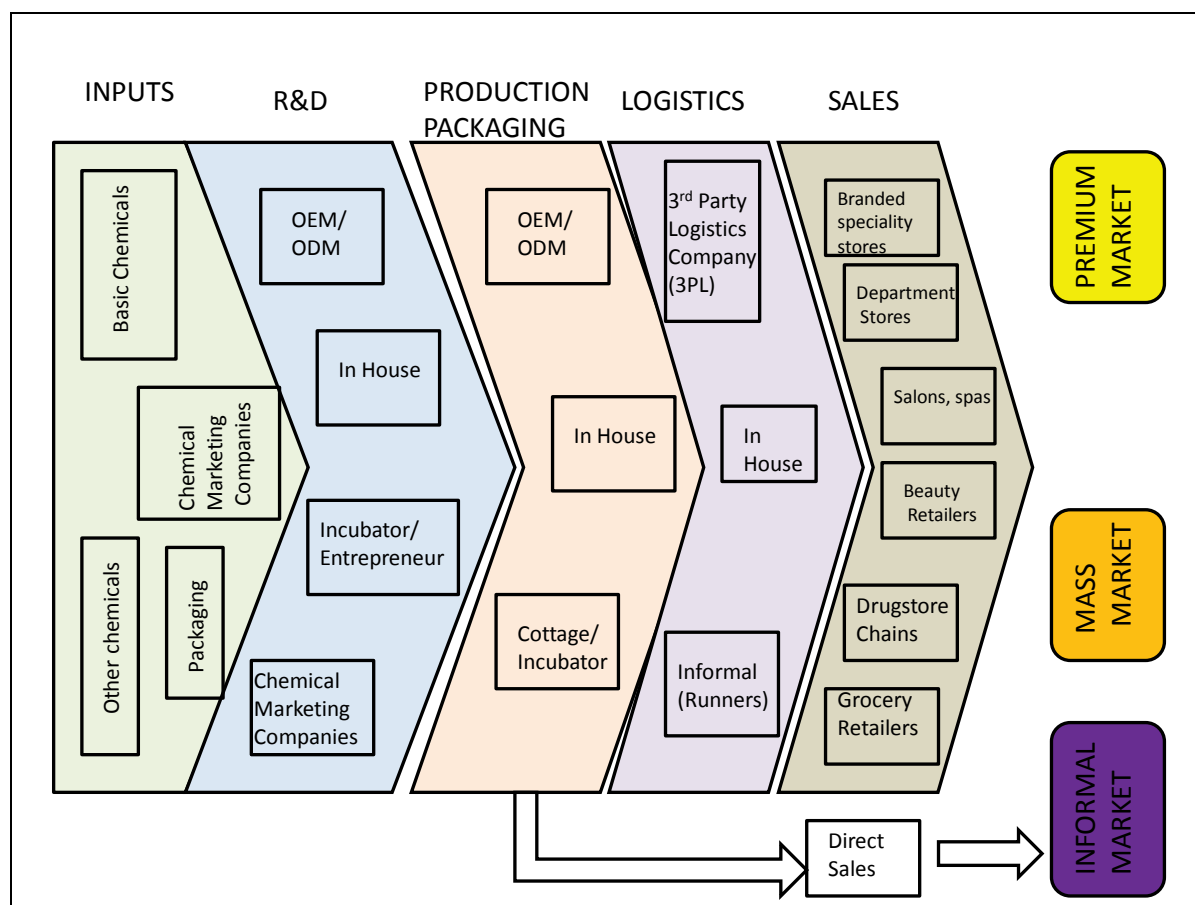 INPUTS
R&D
PRODUCTION
PACKAGING
LOGISTICS
SALES
Basic Chemicals
Chemical
Marketing
Companies
Other chemicals
Packaging
OEM/
ODM
In House
Incubator/
Entrepreneur
Chemical
Marketing
Companies
OEM/
ODM
In House
Cottage/
Incubator
3rd Party
Logistics
Company
(3PL)
In
House
Informal
(Runners)
Branded
speciality
stores
Department
Stores
Salons, spas
Beauty
Retailers
Drugstore
Chains
Grocery
Retailers
Direct
Sales
PREMIUM
MARKET
MASS
MARKET
INFORMAL
MARKET